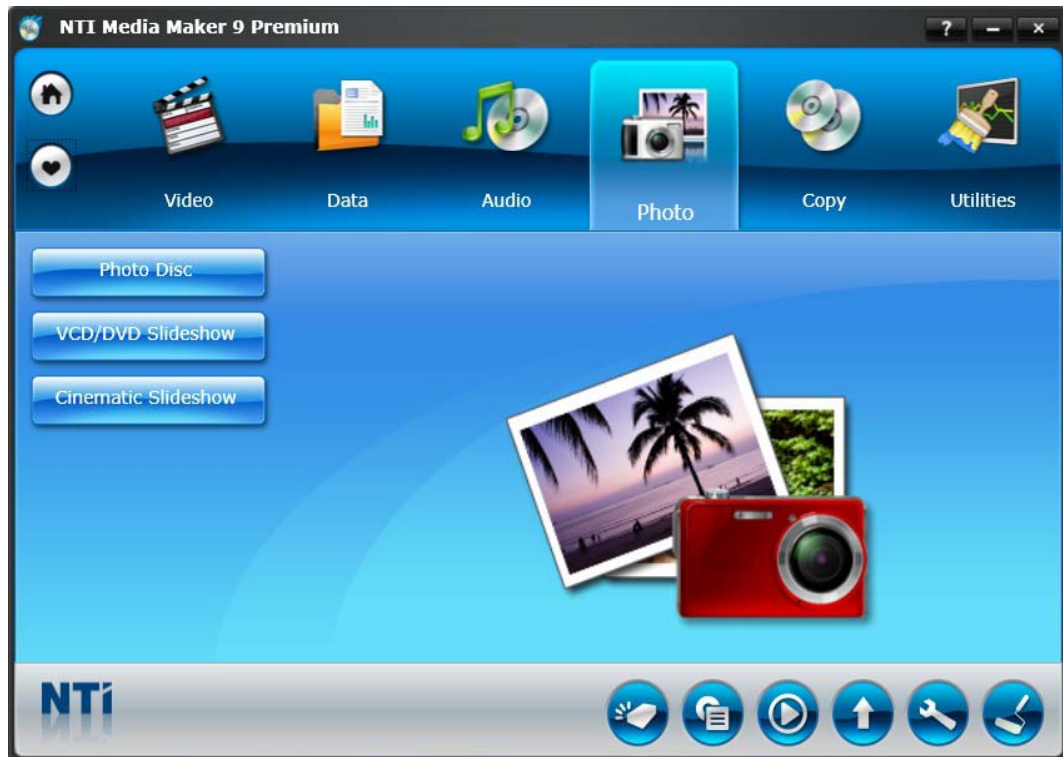 NTI Media Maker 9 Premium
?
Video
Data
Audio
Photo
Copy
Utilities
Photo Disc
VCD/DVD Slideshow
Cinematic Slideshow
NTi